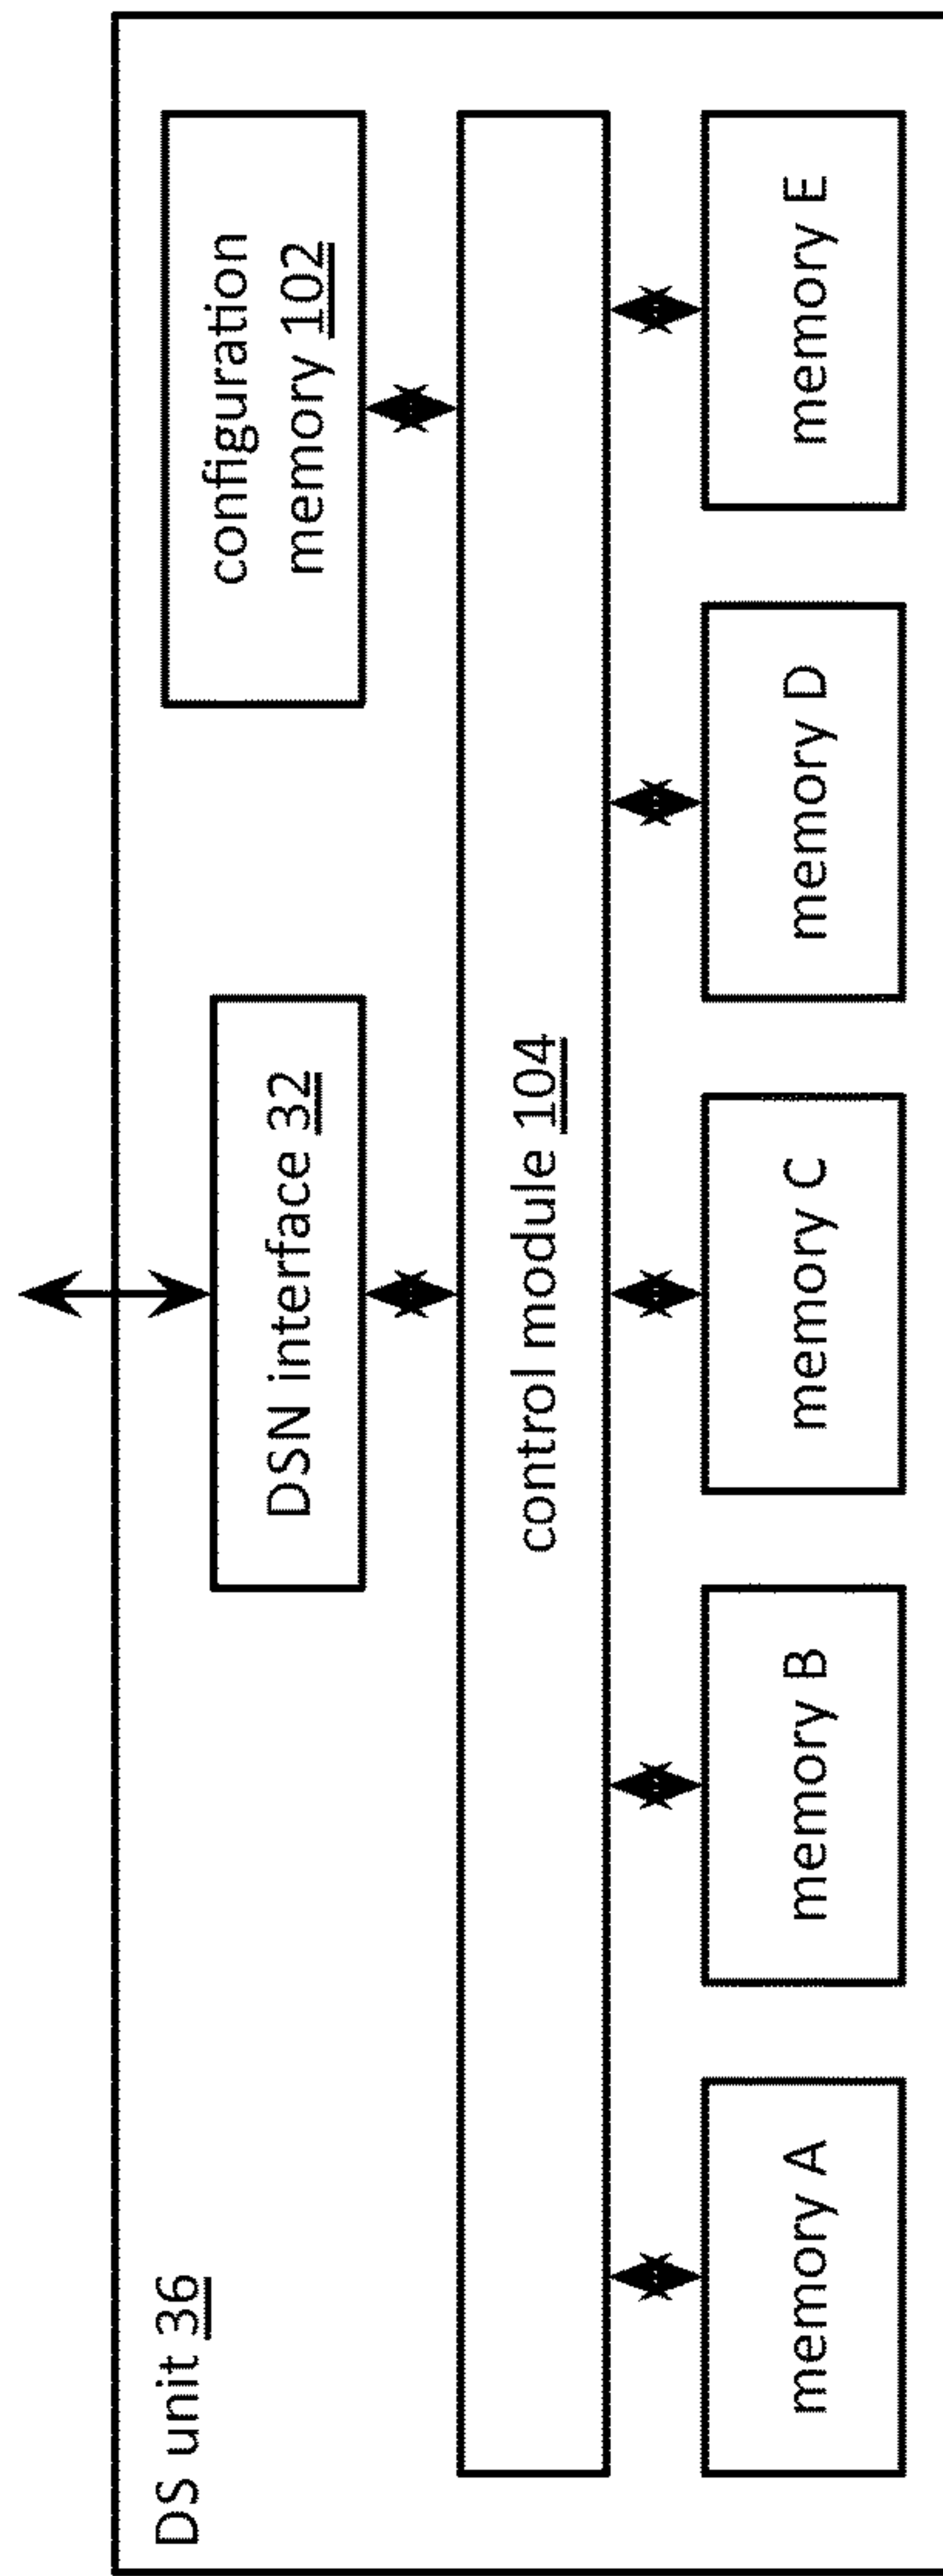 DS unit 36
DSN interface 32
configuration
memory 102
control module 104
memory A
memory B
memory C
memory D
memory E